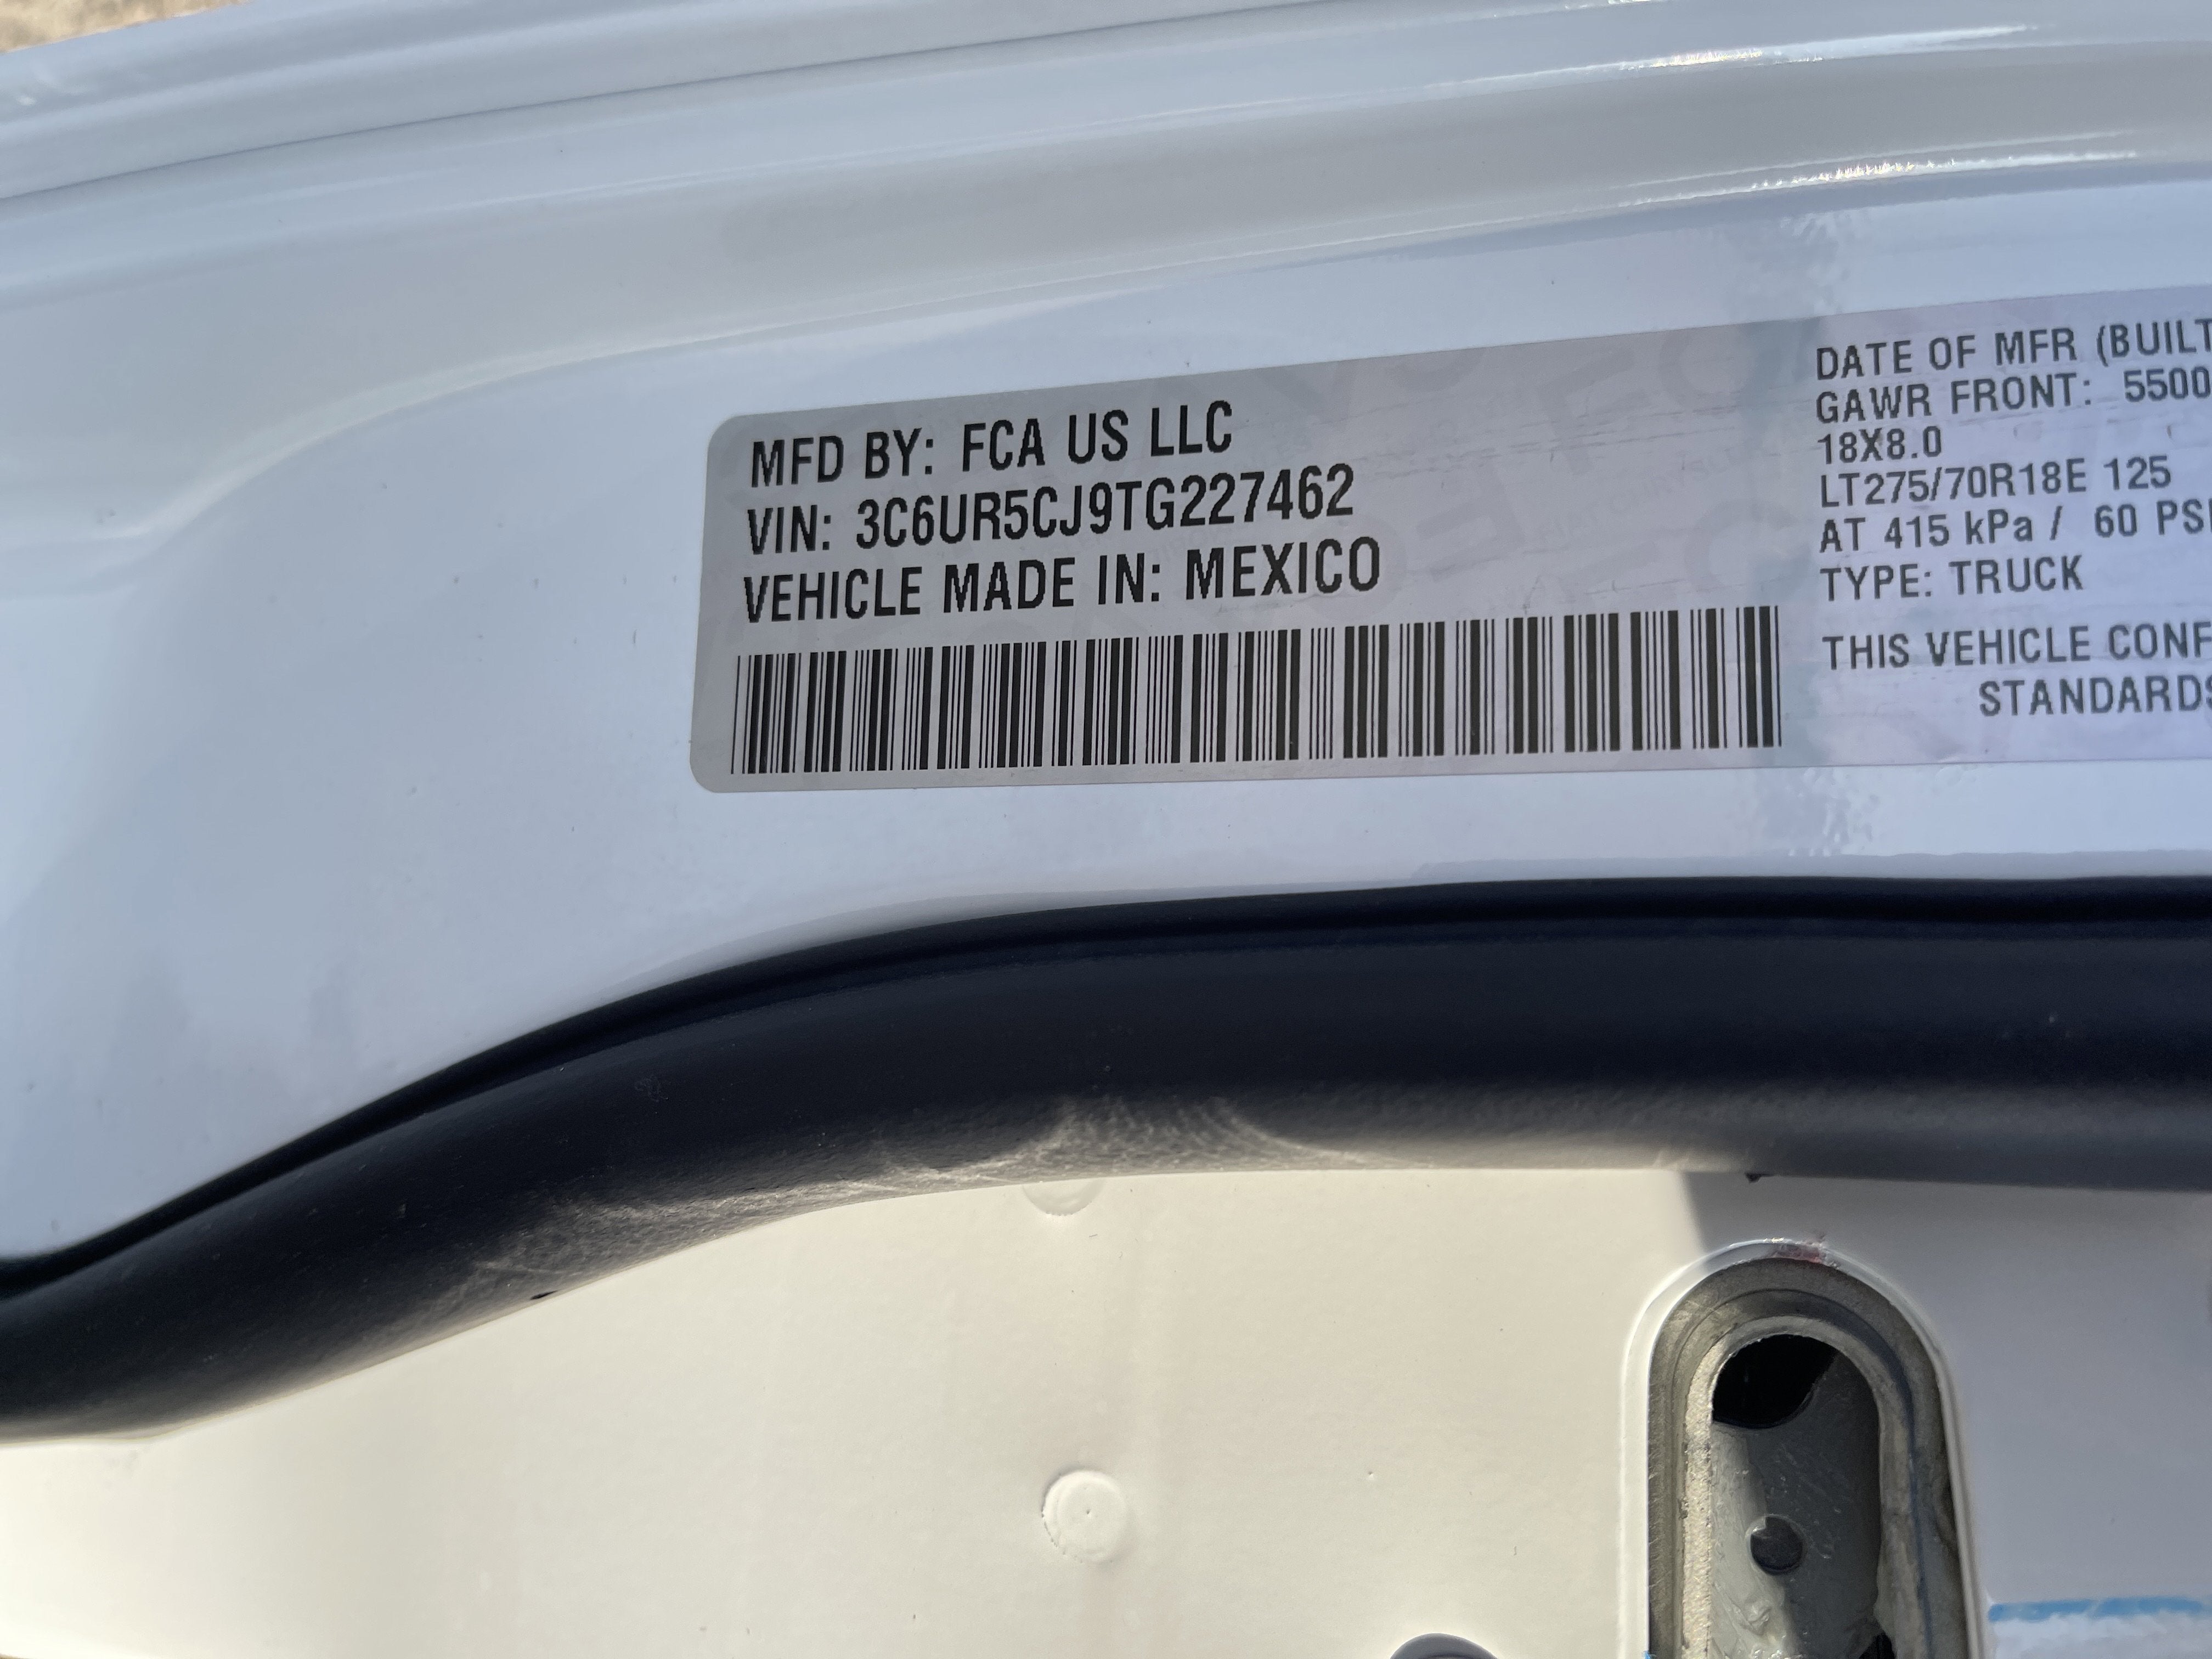 MFD BY: FCA US LLC
VIN: 3C6UR5CJ9TG227462
VEHICLE MADE IN: MEXICO
DATE OF MFR (BUILT
GAWR FRONT: 5500
18X8.0
LT275/70R18E 125
AT 415 kPa / 60 PSI
TYPE: TRUCK
THIS VEHICLE CONF
STANDARDS